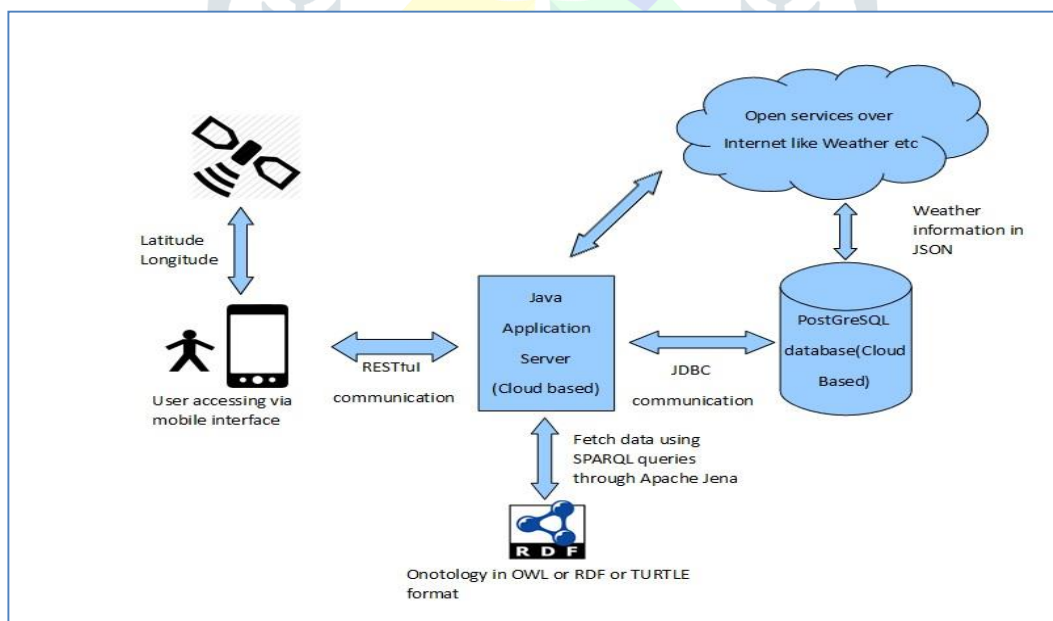 Open services over
Internet like Weather etc
Latitude
Longitude
Weather
information in
JSON
Java
Application
Server
(Cloud based)
PostGreSQL
database(Cloud
Based)
RESTful
communication
JDBC
communication
User accessing via
mobile interface
Fetch data using
SPARQL queries
through Apache Jena
RDF
Onotology in OWL or RDF or TURTLE
format